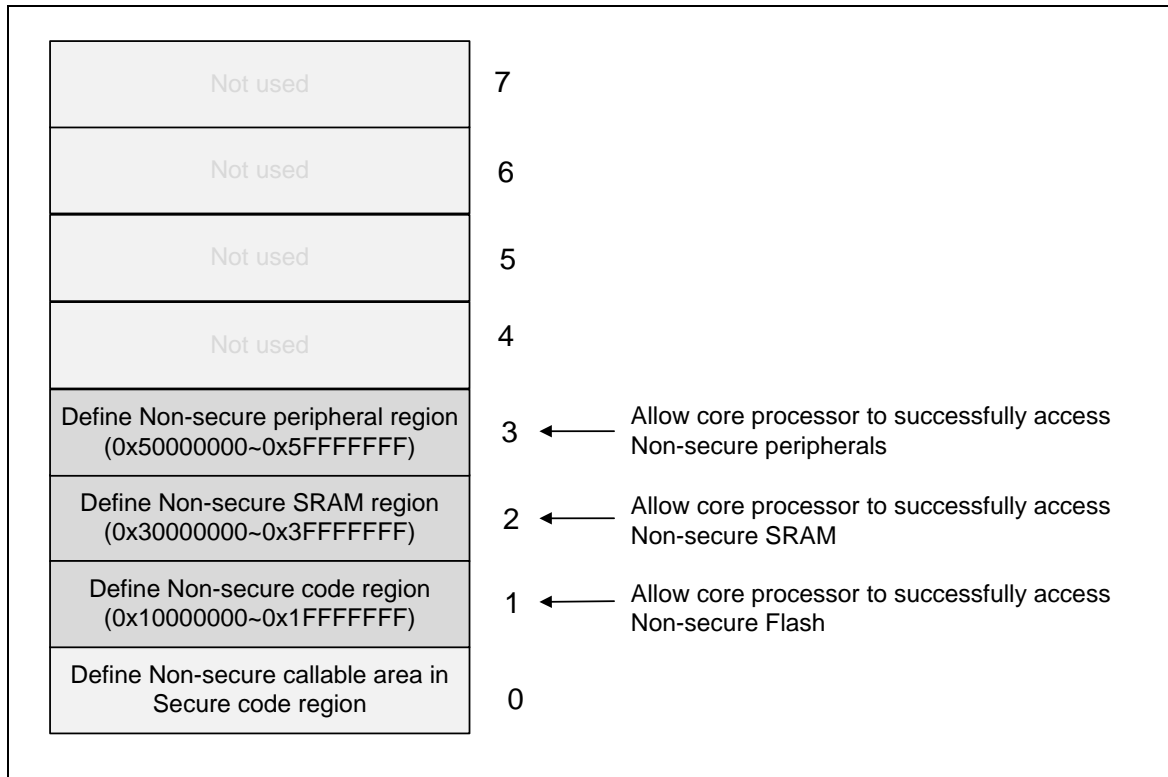 Not used
7
Not used
6
Not used
5
Not used
4
Define Non-secure peripheral region
(0x50000000~0x5FFFFFFF)
3
Allow core processor to successfully access
Non-secure peripherals
Define Non-secure SRAM region
(0x30000000~0x3FFFFFFF)
2
Allow core processor to successfully access
Non-secure SRAM
Define Non-secure code region
(0x10000000~0x1FFFFFFF)
1
Allow core processor to successfully access
Non-secure Flash
Define Non-secure callable area in
Secure code region
0